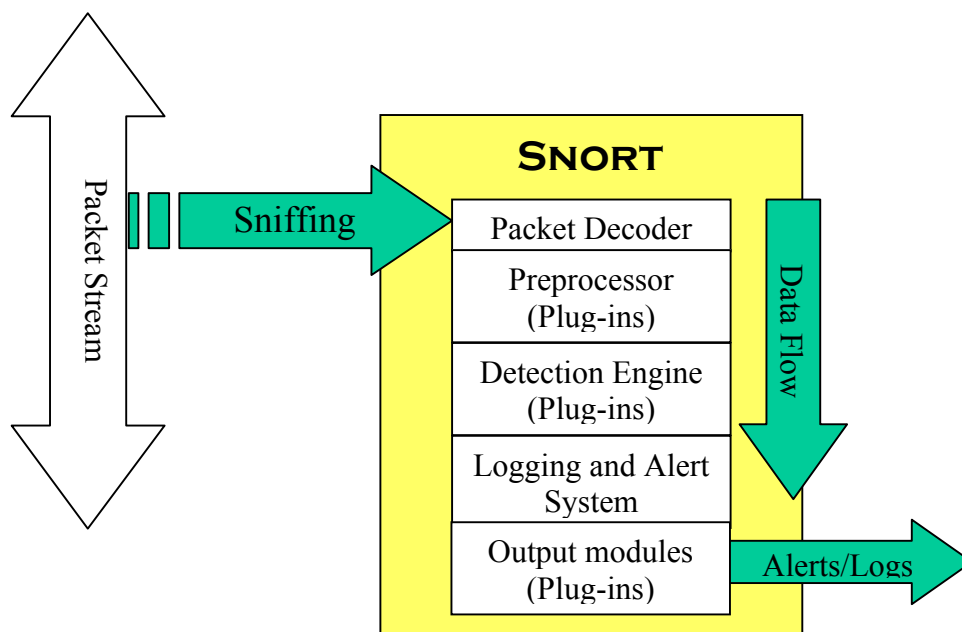 Packet Stream
Sniffing
SNORT
Packet Decoder
Preprocessor
(Plug-ins)
Detection Engine
(Plug-ins)
Logging and Alert
System
Output modules
(Plug-ins)
Data Flow
Alerts/Logs